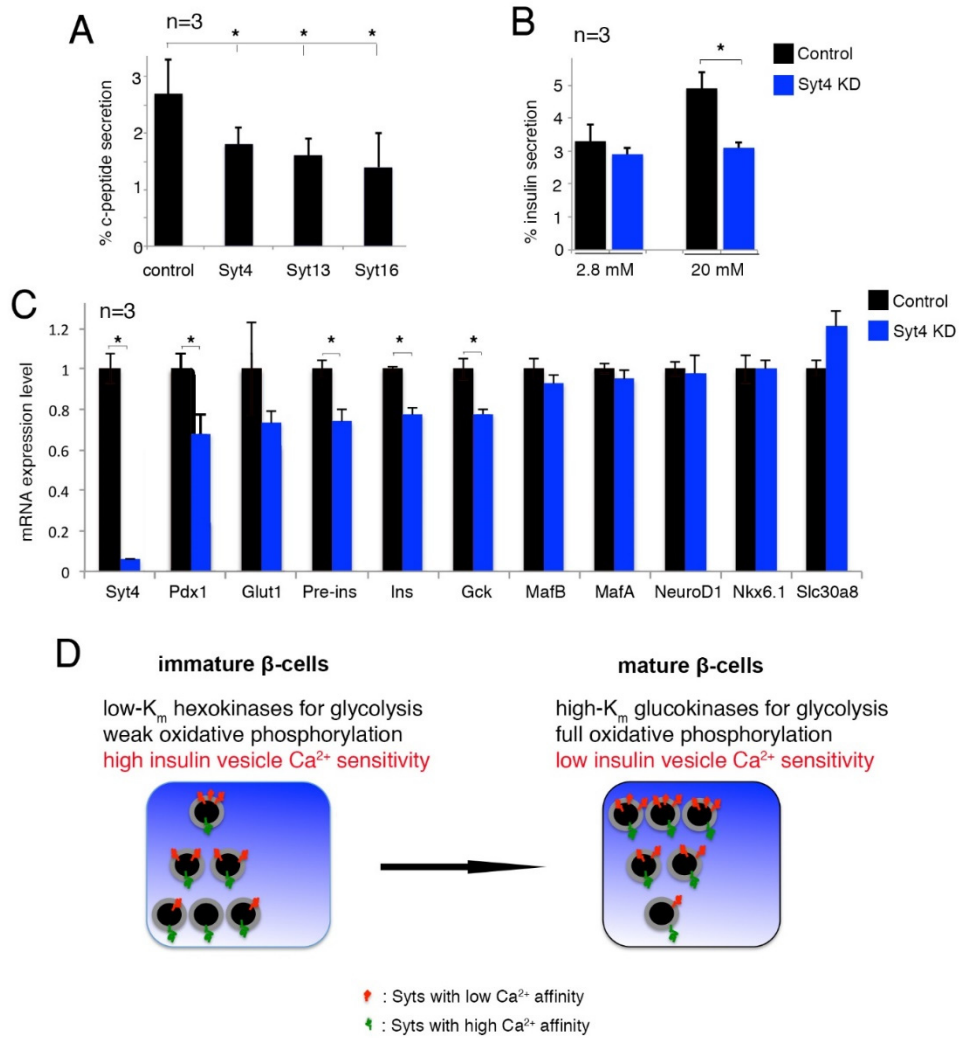 A
n=3
* * *
% c-peptide secretion
3
2
1
0
control Syt4 Syt13 Syt16
B
n=3
*
Control
Syt4 KD
% insulin secretion
5
4
3
2
1
0
2.8 mM 20 mM
C
n=3
Control
Syt4 KD
* * * * *
mRNA expression level
1.2
1
0.8
0.6
0.4
0.2
0
Syt4 Pdx1 Glut1 Pre-ins Ins Gck MafB MafA NeuroD1 Nkx6.1 Slc30a8
D
immature β-cells
low-Km hexokinases for glycolysis
weak oxidative phosphorylation
high insulin vesicle Ca²⁺ sensitivity
mature β-cells
high-Km glucokinases for glycolysis
full oxidative phosphorylation
low insulin vesicle Ca²⁺ sensitivity
: Syts with low Ca²⁺ affinity
: Syts with high Ca²⁺ affinity